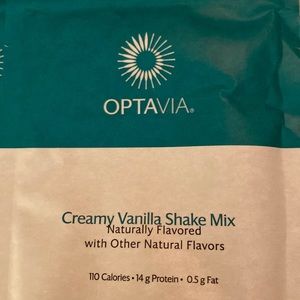 OPTAVIA®
Creamy Vanilla Shake Mix
Naturally Flavored
with Other Natural Flavors
110 Calories • 14 g Protein • 0.5 g Fat